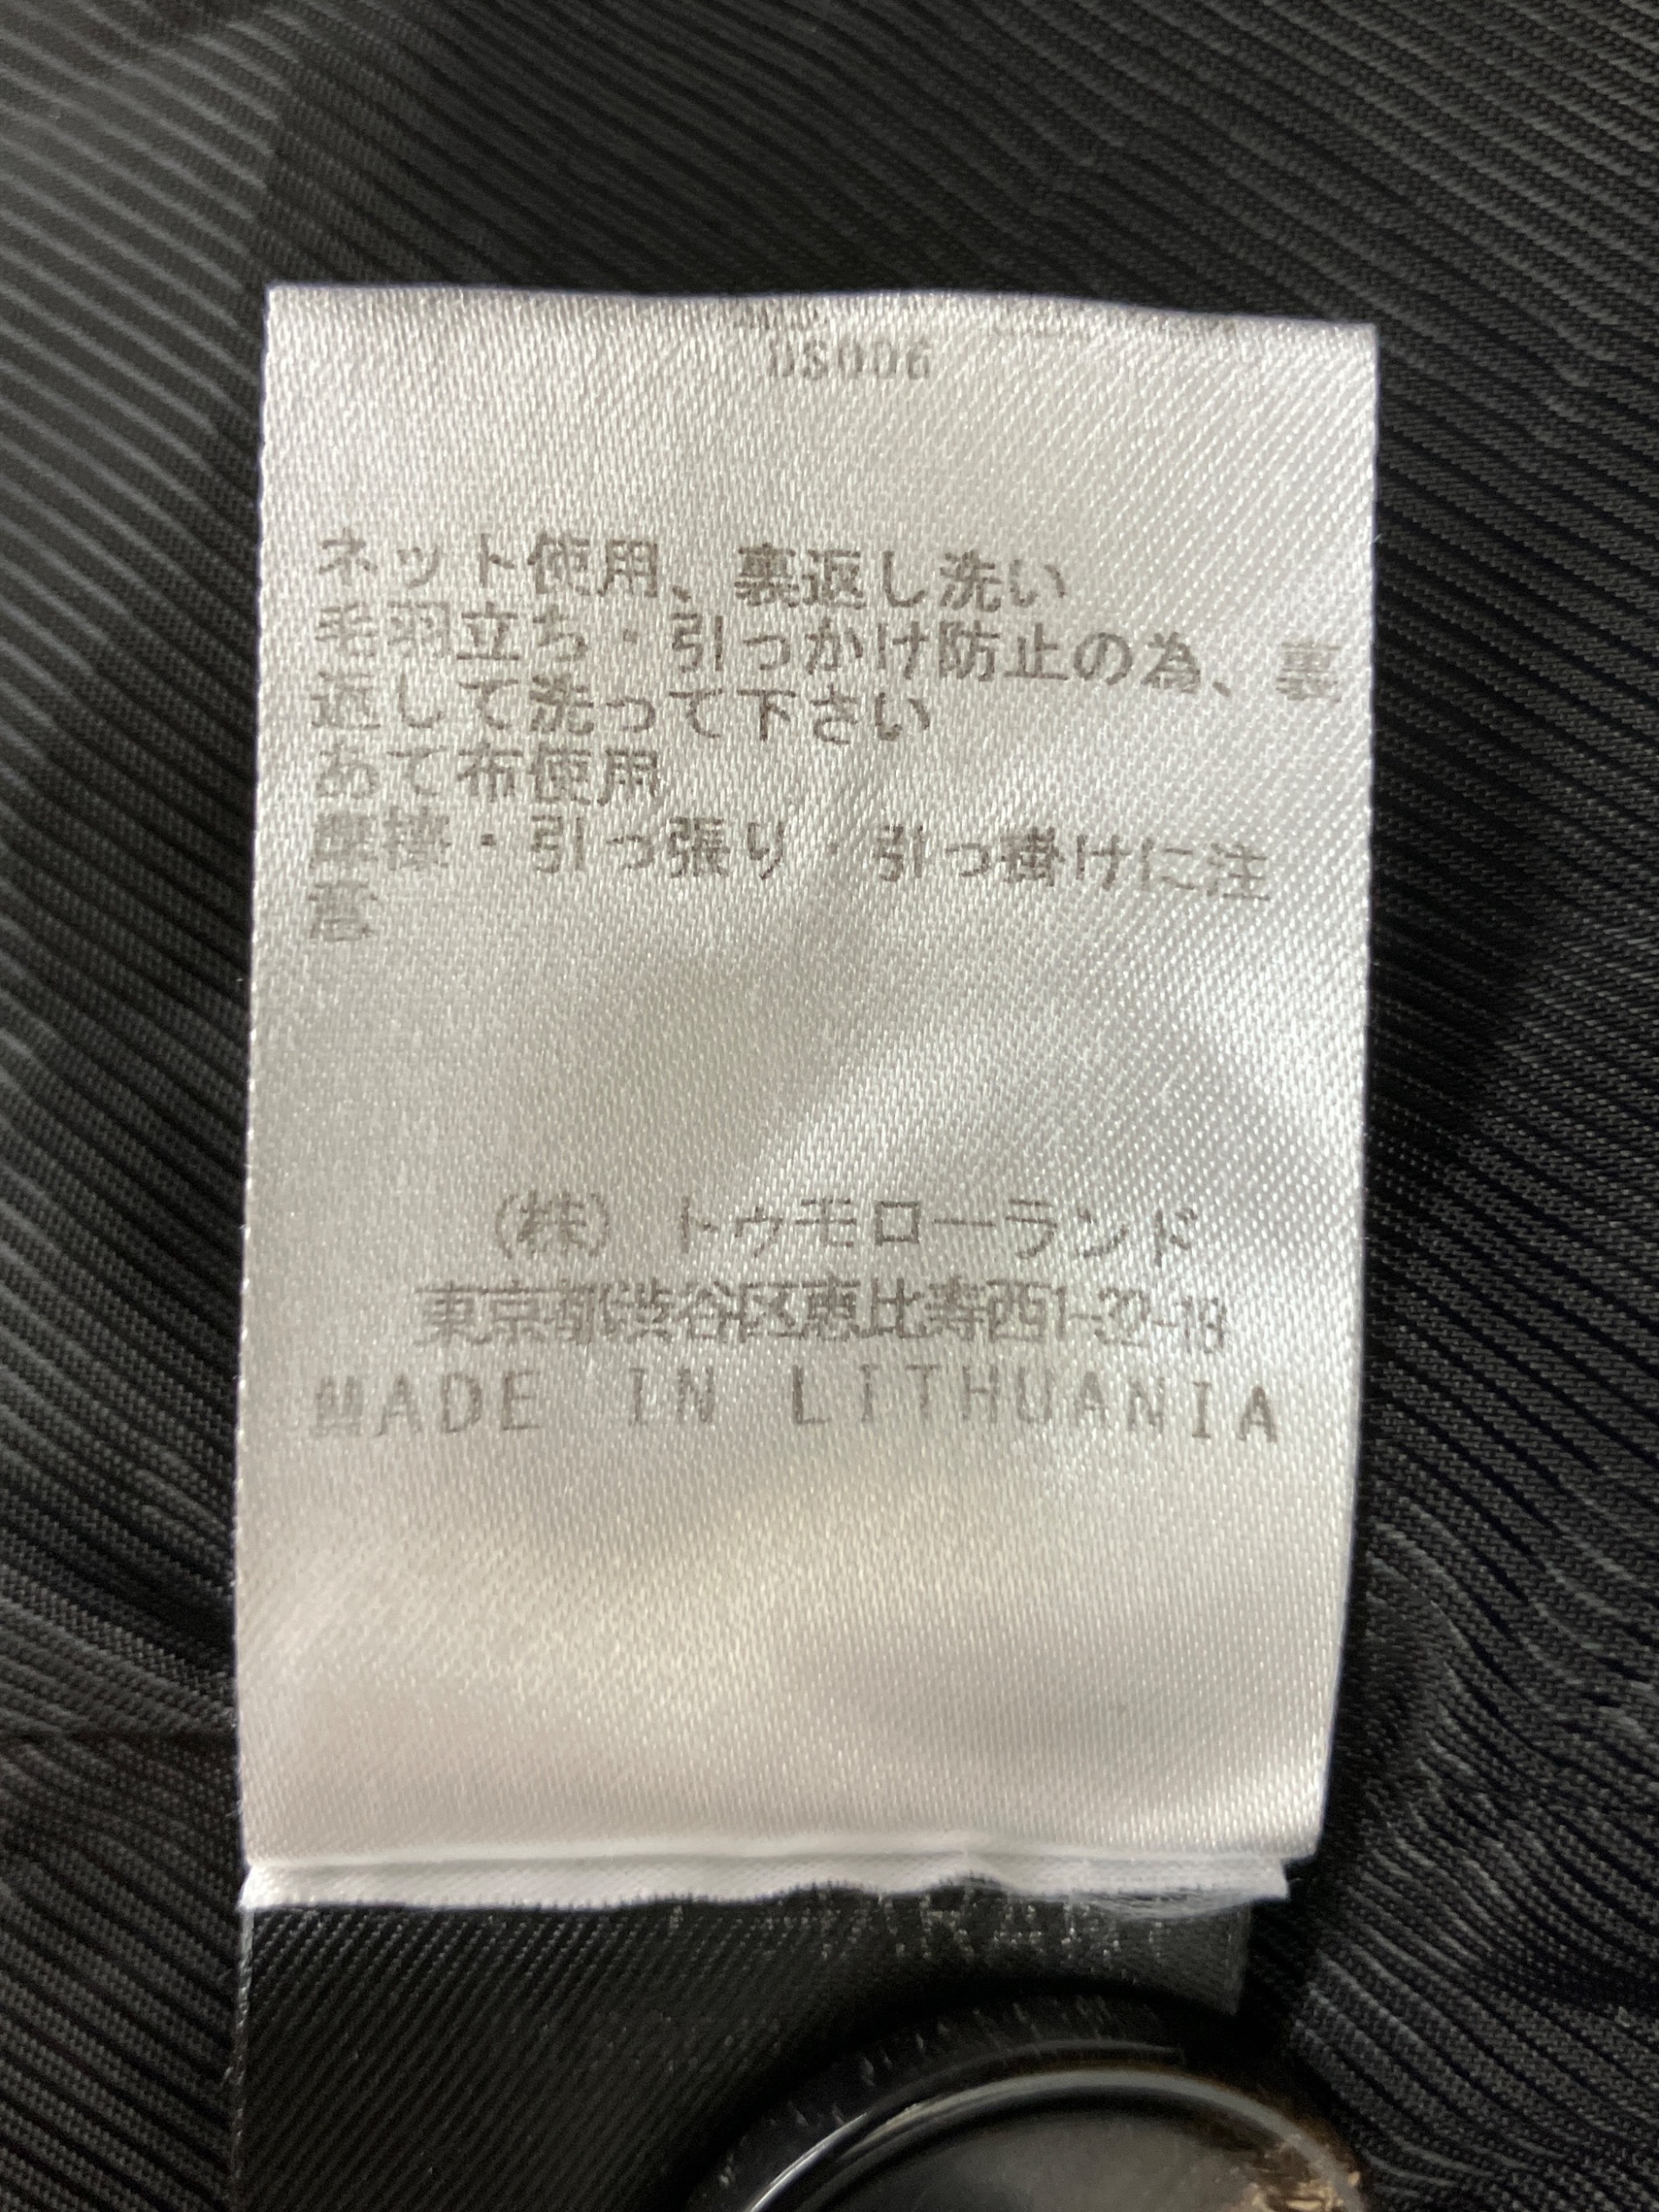 DS006
ネット使用、裏返し洗い
毛羽立ち・引っかけ防止の為、裏
返して洗って下さい
あて布使用
摩擦・引っ張り・引っ掛けに注
意
(株)トゥモローランド
東京都渋谷区恵比寿西1-32-18
MADE IN LITHUANIA